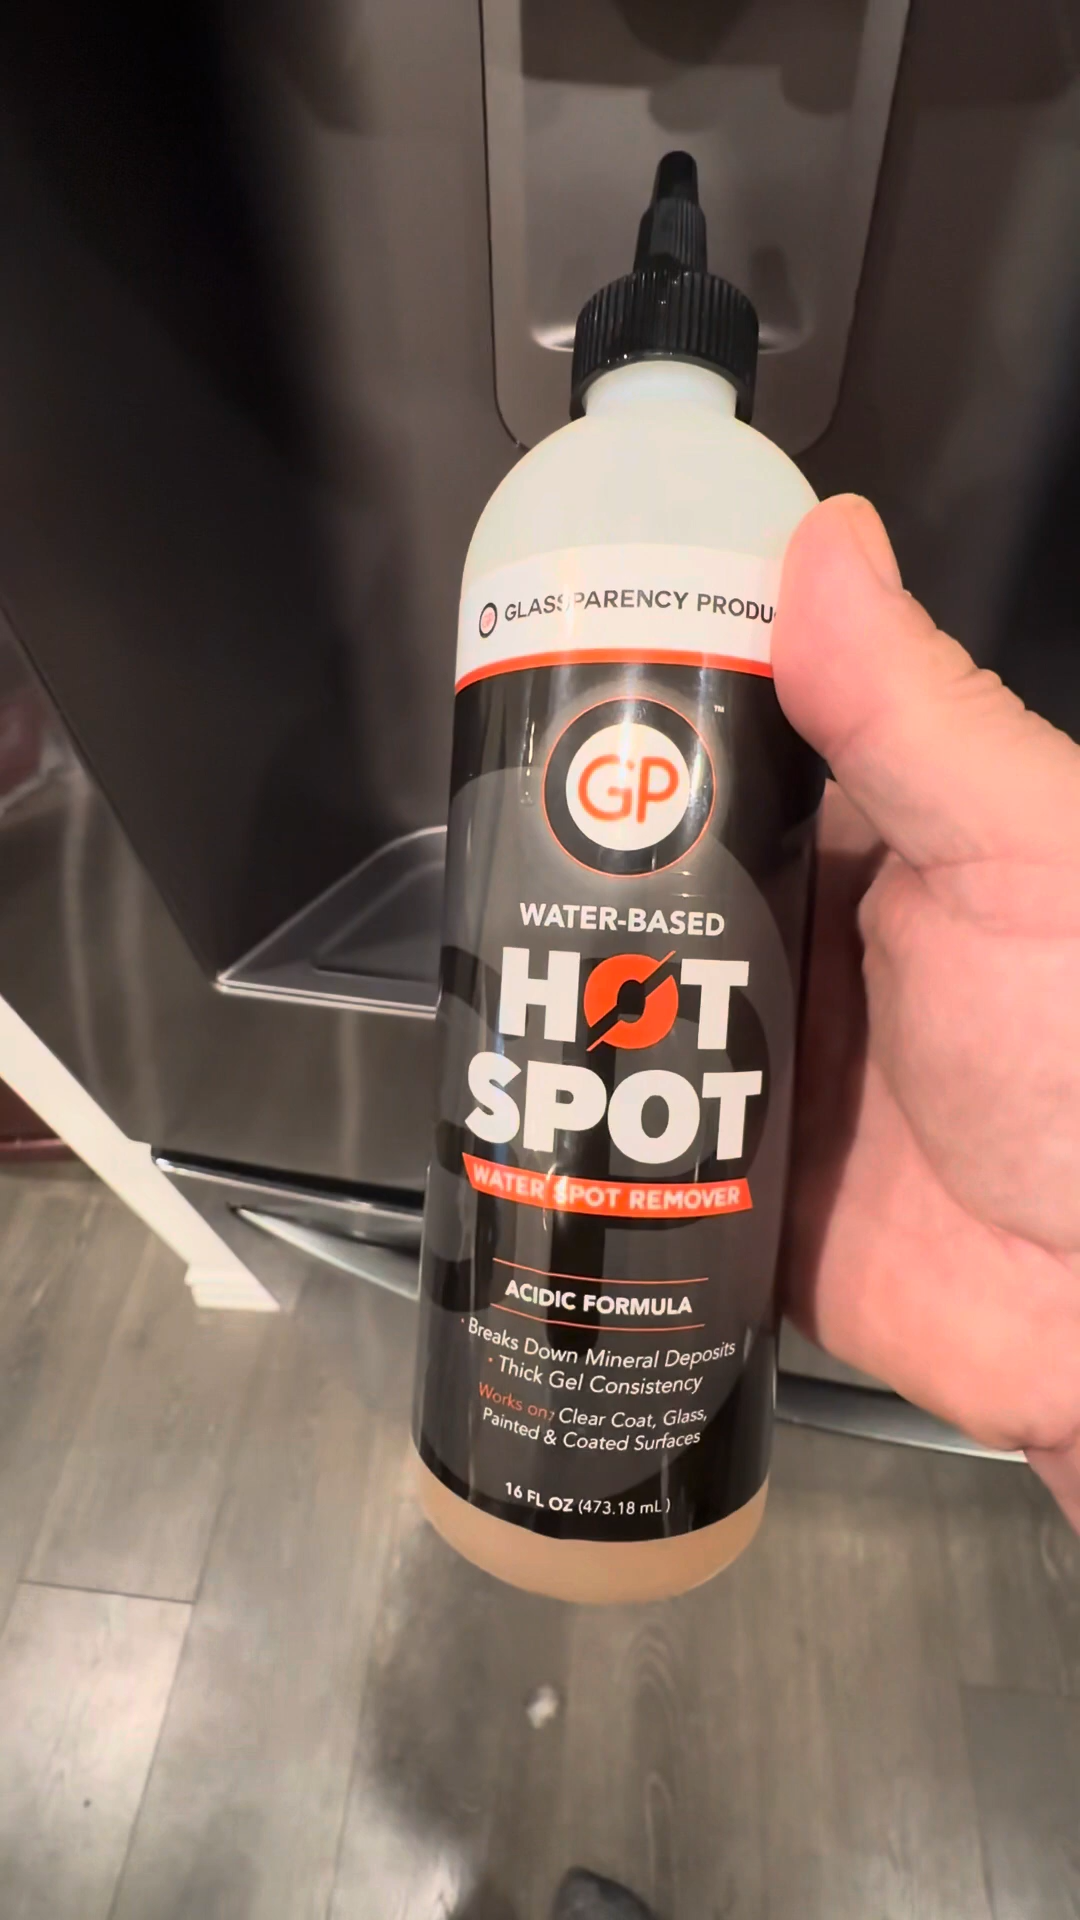 GLASSPARENCY PRODU
GP
™
WATER-BASED
HOT
SPOT
WATER SPOT REMOVER
ACIDIC FORMULA
• Breaks Down Mineral Deposits
• Thick Gel Consistency
Works on: Clear Coat, Glass,
Painted & Coated Surfaces
16 FL OZ (473.18 mL)